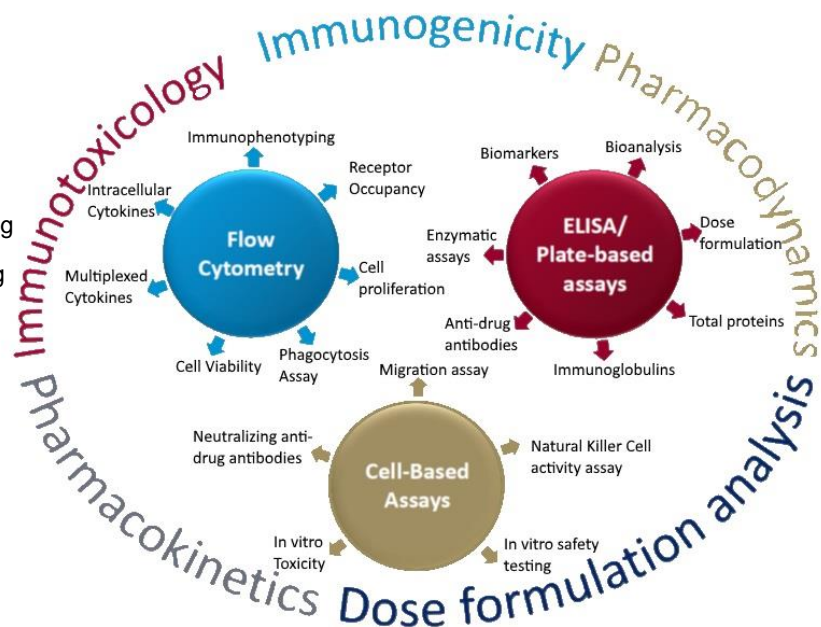 Immunogenicity
Pharmacodynamics
Immunotoxicology
Pharmacokinetics
Dose formulation analysis
g
g
Flow
Cytometry
Immunophenotyping
Receptor
Occupancy
Cell
proliferation
Phagocytosis
Assay
Cell Viability
Multiplexed
Cytokines
Intracellular
Cytokines
ELISA/
Plate-based
assays
Biomarkers
Bioanalysis
Dose
formulation
Total proteins
Immunoglobulins
Anti-drug
antibodies
Enzymatic
assays
Cell-Based
Assays
Migration assay
Natural Killer Cell
activity assay
In vitro safety
testing
In vitro
Toxicity
Neutralizing anti-
drug antibodies